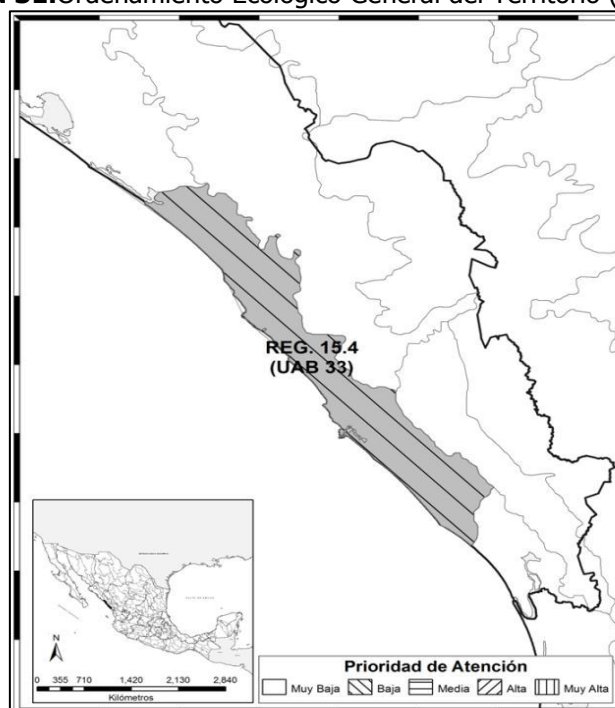 Ordenamiento Ecológico General del Territorio
REG. 15.4
(UAB 33)
N
0 355 710 1,420 2,130 2,840
Kilómetros
Prioridad de Atención
Muy Baja Baja Media Alta Muy Alta